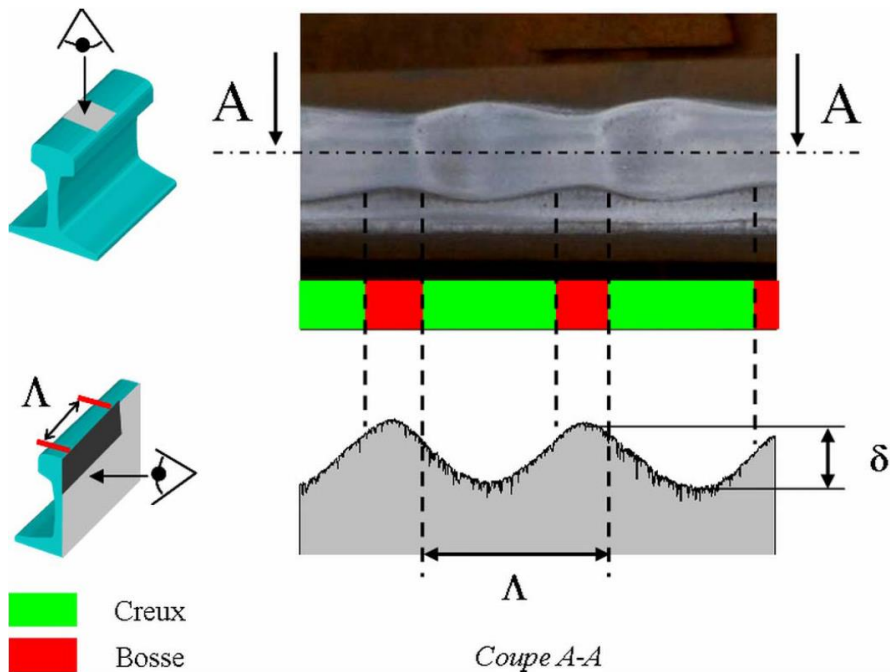 A A
Λ
δ
Λ
Creux
Bosse
Coupe A-A